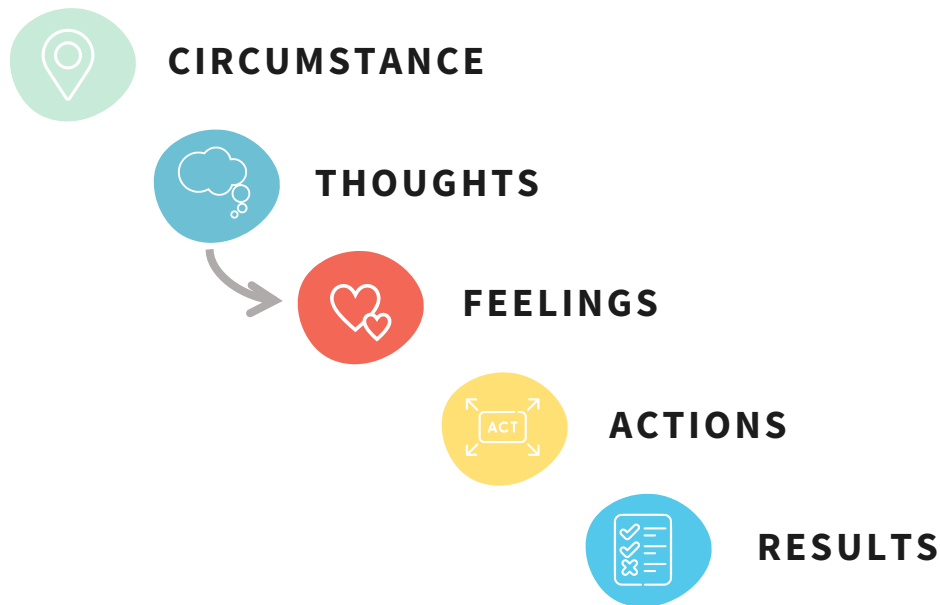 CIRCUMSTANCE
THOUGHTS
FEELINGS
ACT
ACTIONS
RESULTS